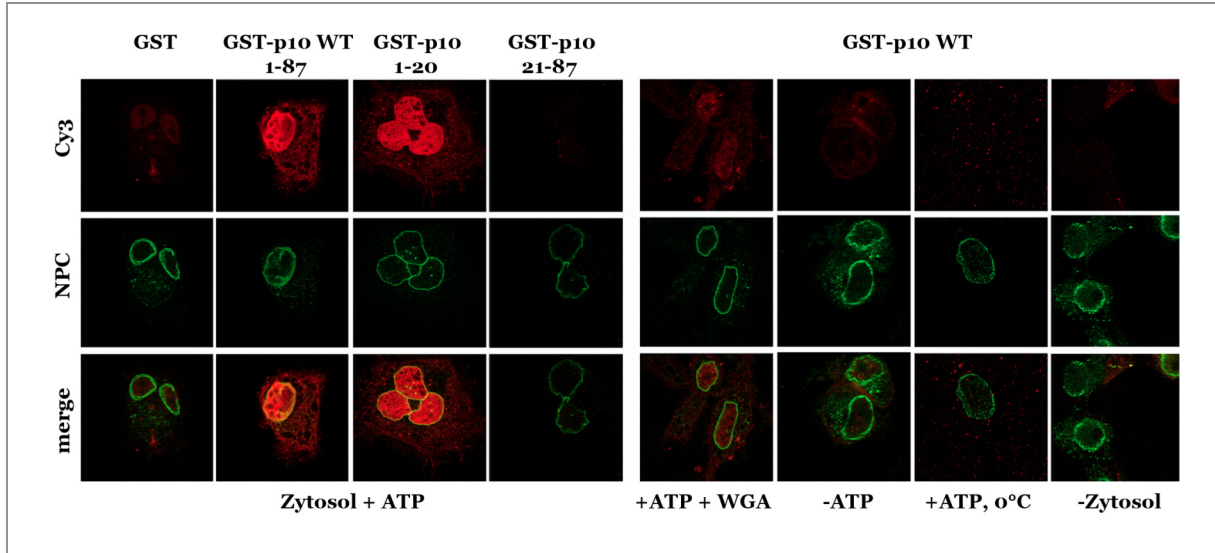 GST
GST-p10 WT
1-87
GST-p10
1-20
GST-p10
21-87
GST-p10 WT
Cy3
NPC
merge
Zytosol + ATP
+ATP + WGA
-ATP
+ATP, 0°C
-Zytosol